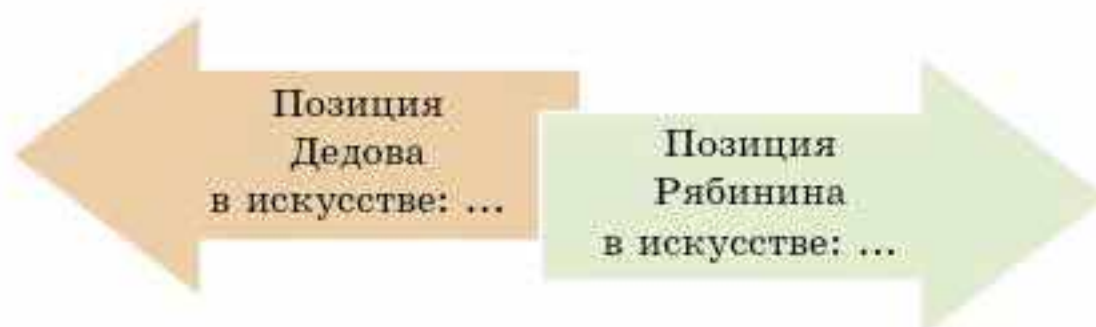 Позиция
Дедова
в искусстве: ...
Позиция
Рябинина
в искусстве: ...